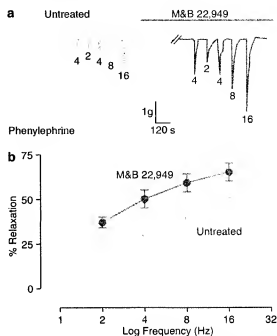 a Untreated M&B 22,949
4 2 4 8 16
4 2 4 8 16
1g
120 s
Phenylephrine
b
75
50
25
0
% Relaxation
M&B 22,949
Untreated
1 2 4 8 16 32
Log Frequency (Hz)